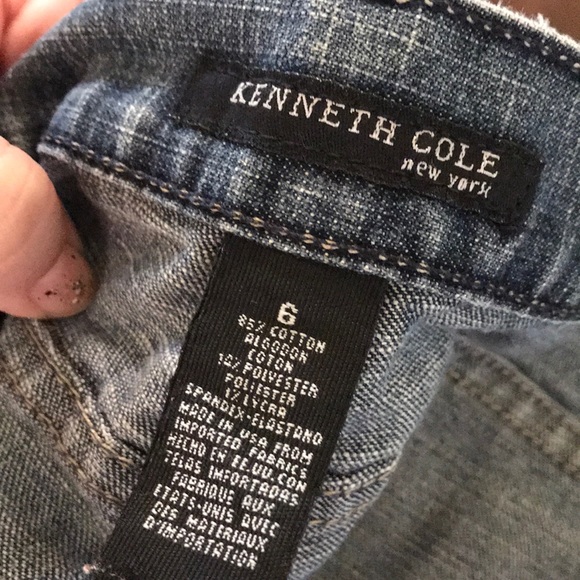 KENNETH COLE
new york
6
85% COTTON
ALGODON
COTON
14% POLYESTER
POLIESTER
1% LYCRA
SPANDEX-ELASTANO
MADE IN USA FROM
IMPORTED FABRICS
HECHO EN EE.UU.CON
TELAS IMPORTADAS
FABRIQUE AUX
ETATS-UNIS AVEC
DES MATERIAUX
D'IMPORTATION